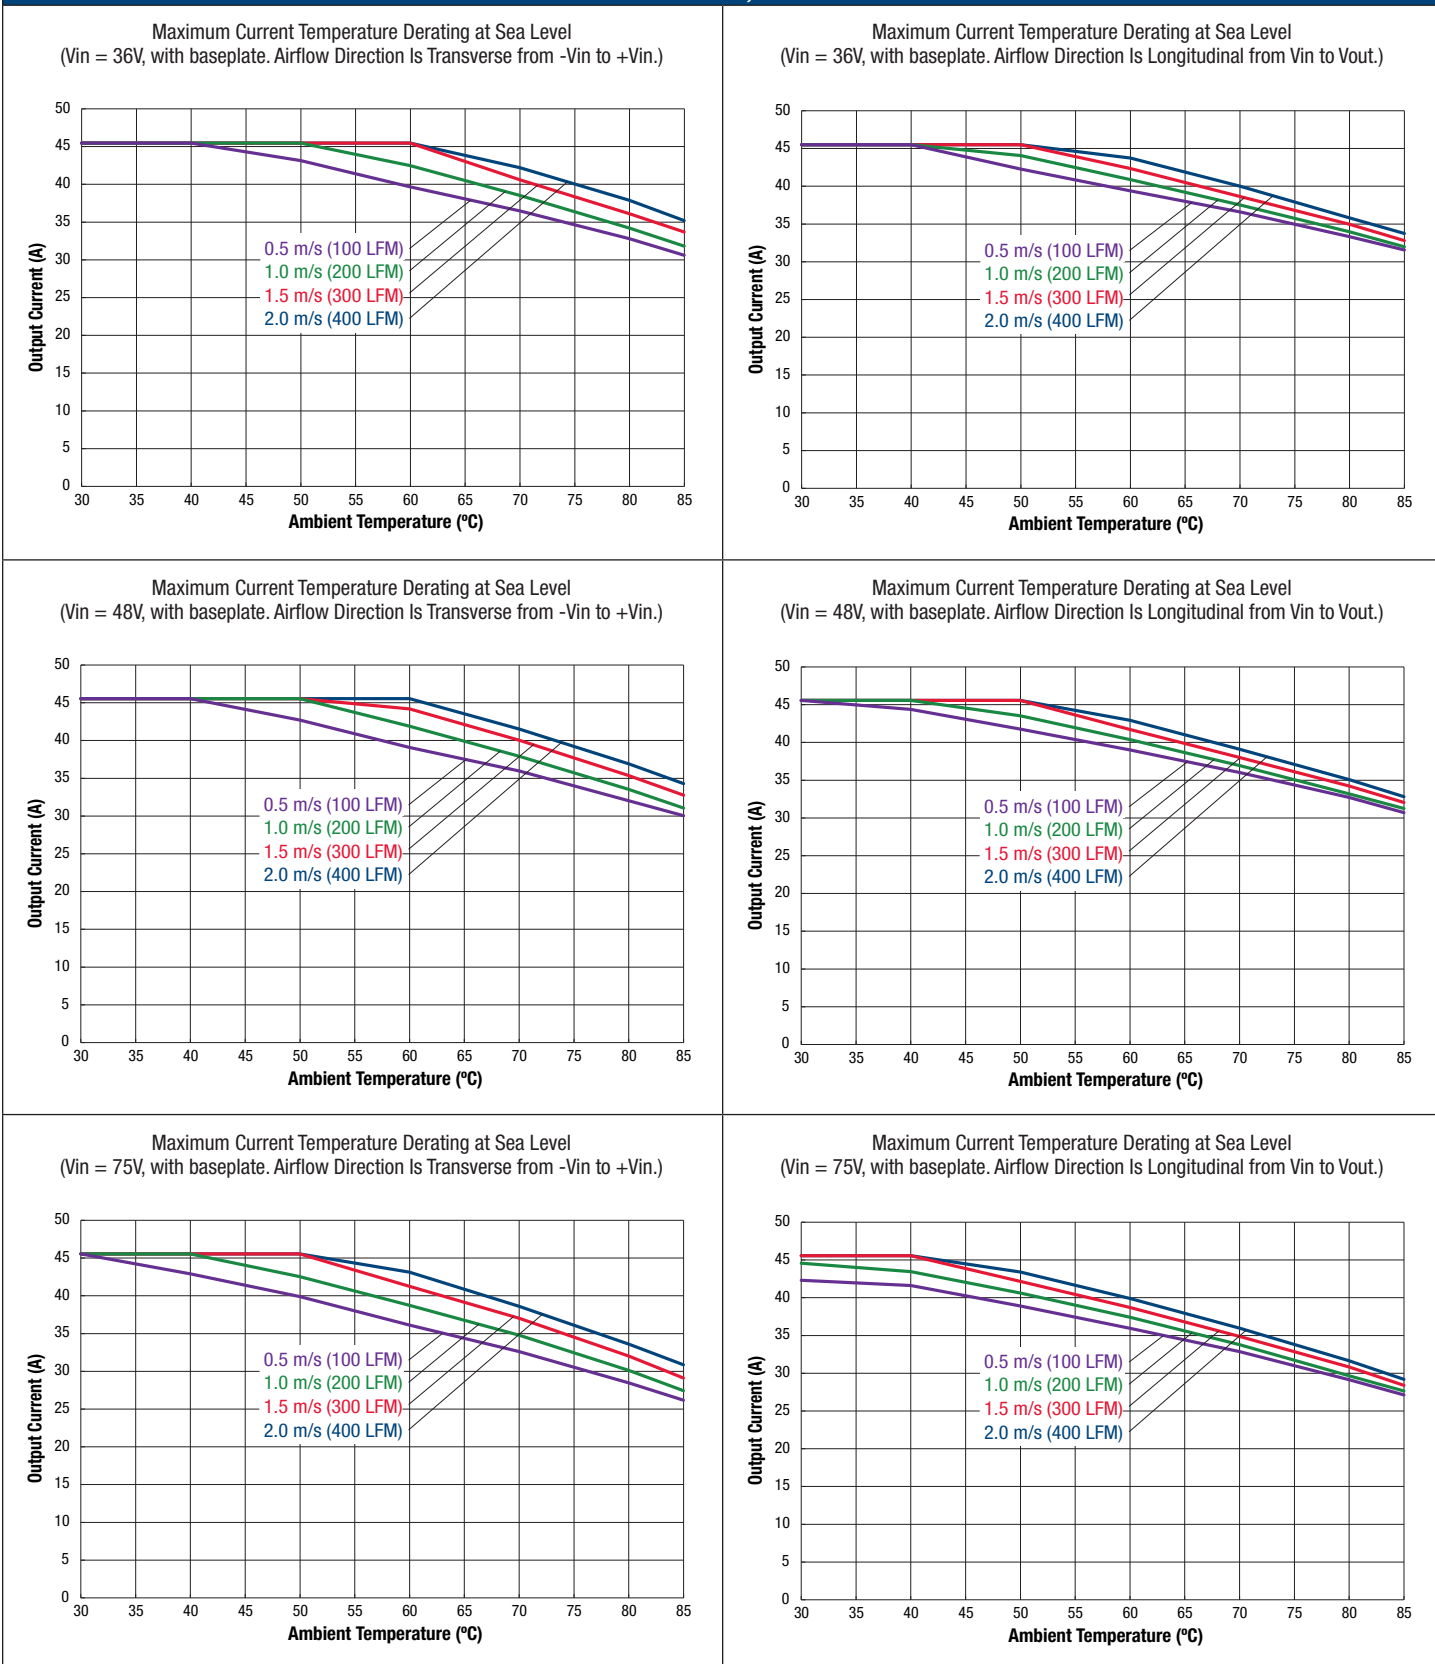 Maximum Current Temperature Derating at Sea Level
(Vin = 36V, with baseplate. Airflow Direction Is Transverse from -Vin to +Vin.)
50
45
40
35
30
25
20
15
10
5
0
Output Current (A)
0.5 m/s (100 LFM)
1.0 m/s (200 LFM)
1.5 m/s (300 LFM)
2.0 m/s (400 LFM)
30 35 40 45 50 55 60 65 70 75 80 85
Ambient Temperature (ºC)
Maximum Current Temperature Derating at Sea Level
(Vin = 36V, with baseplate. Airflow Direction Is Longitudinal from Vin to Vout.)
50
45
40
35
30
25
20
15
10
5
0
Output Current (A)
0.5 m/s (100 LFM)
1.0 m/s (200 LFM)
1.5 m/s (300 LFM)
2.0 m/s (400 LFM)
30 35 40 45 50 55 60 65 70 75 80 85
Ambient Temperature (ºC)
Maximum Current Temperature Derating at Sea Level
(Vin = 48V, with baseplate. Airflow Direction Is Transverse from -Vin to +Vin.)
50
45
40
35
30
25
20
15
10
5
0
Output Current (A)
0.5 m/s (100 LFM)
1.0 m/s (200 LFM)
1.5 m/s (300 LFM)
2.0 m/s (400 LFM)
30 35 40 45 50 55 60 65 70 75 80 85
Ambient Temperature (ºC)
Maximum Current Temperature Derating at Sea Level
(Vin = 48V, with baseplate. Airflow Direction Is Longitudinal from Vin to Vout.)
50
45
40
35
30
25
20
15
10
5
0
Output Current (A)
0.5 m/s (100 LFM)
1.0 m/s (200 LFM)
1.5 m/s (300 LFM)
2.0 m/s (400 LFM)
30 35 40 45 50 55 60 65 70 75 80 85
Ambient Temperature (ºC)
Maximum Current Temperature Derating at Sea Level
(Vin = 75V, with baseplate. Airflow Direction Is Transverse from -Vin to +Vin.)
50
45
40
35
30
25
20
15
10
5
0
Output Current (A)
0.5 m/s (100 LFM)
1.0 m/s (200 LFM)
1.5 m/s (300 LFM)
2.0 m/s (400 LFM)
30 35 40 45 50 55 60 65 70 75 80 85
Ambient Temperature (ºC)
Maximum Current Temperature Derating at Sea Level
(Vin = 75V, with baseplate. Airflow Direction Is Longitudinal from Vin to Vout.)
50
45
40
35
30
25
20
15
10
5
0
Output Current (A)
0.5 m/s (100 LFM)
1.0 m/s (200 LFM)
1.5 m/s (300 LFM)
2.0 m/s (400 LFM)
30 35 40 45 50 55 60 65 70 75 80 85
Ambient Temperature (ºC)